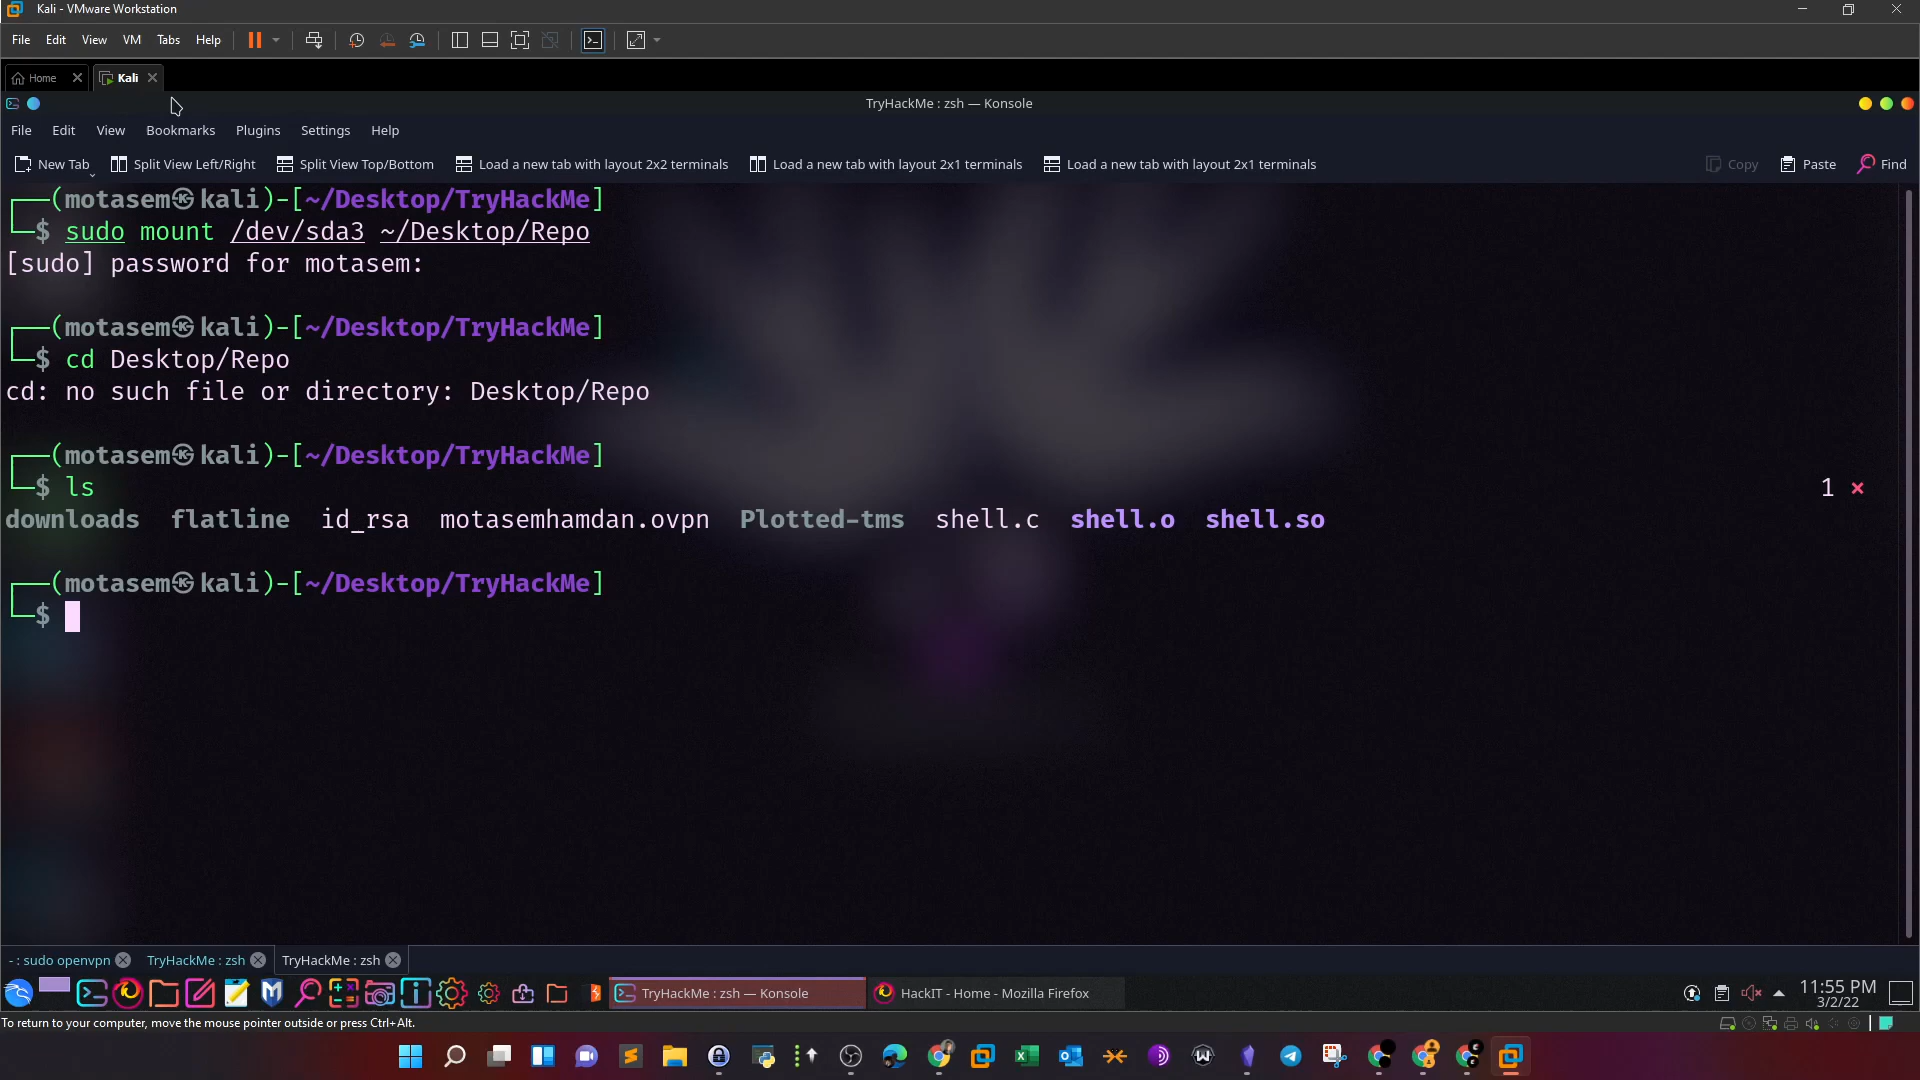 Kali - VMware Workstation
File Edit View VM Tabs Help
Home Kali
TryHackMe : zsh — Konsole
File Edit View Bookmarks Plugins Settings Help
New Tab Split View Left/Right Split View Top/Bottom Load a new tab with layout 2x2 terminals Load a new tab with layout 2x1 terminals Load a new tab with layout 2x1 terminals Copy Paste Find
┌──(motasem㉿kali)-[~/Desktop/TryHackMe]
└─$ sudo mount /dev/sda3 ~/Desktop/Repo
[sudo] password for motasem:
┌──(motasem㉿kali)-[~/Desktop/TryHackMe]
└─$ cd Desktop/Repo
cd: no such file or directory: Desktop/Repo
┌──(motasem㉿kali)-[~/Desktop/TryHackMe]
└─$ ls 1 ×
downloads flatline id_rsa motasemhamdan.ovpn Plotted-tms shell.c shell.o shell.so
┌──(motasem㉿kali)-[~/Desktop/TryHackMe]
└─$
- : sudo openvpn TryHackMe : zsh TryHackMe : zsh
TryHackMe : zsh — Konsole HackIT - Home - Mozilla Firefox 11:55 PM
3/2/22
To return to your computer, move the mouse pointer outside or press Ctrl+Alt.